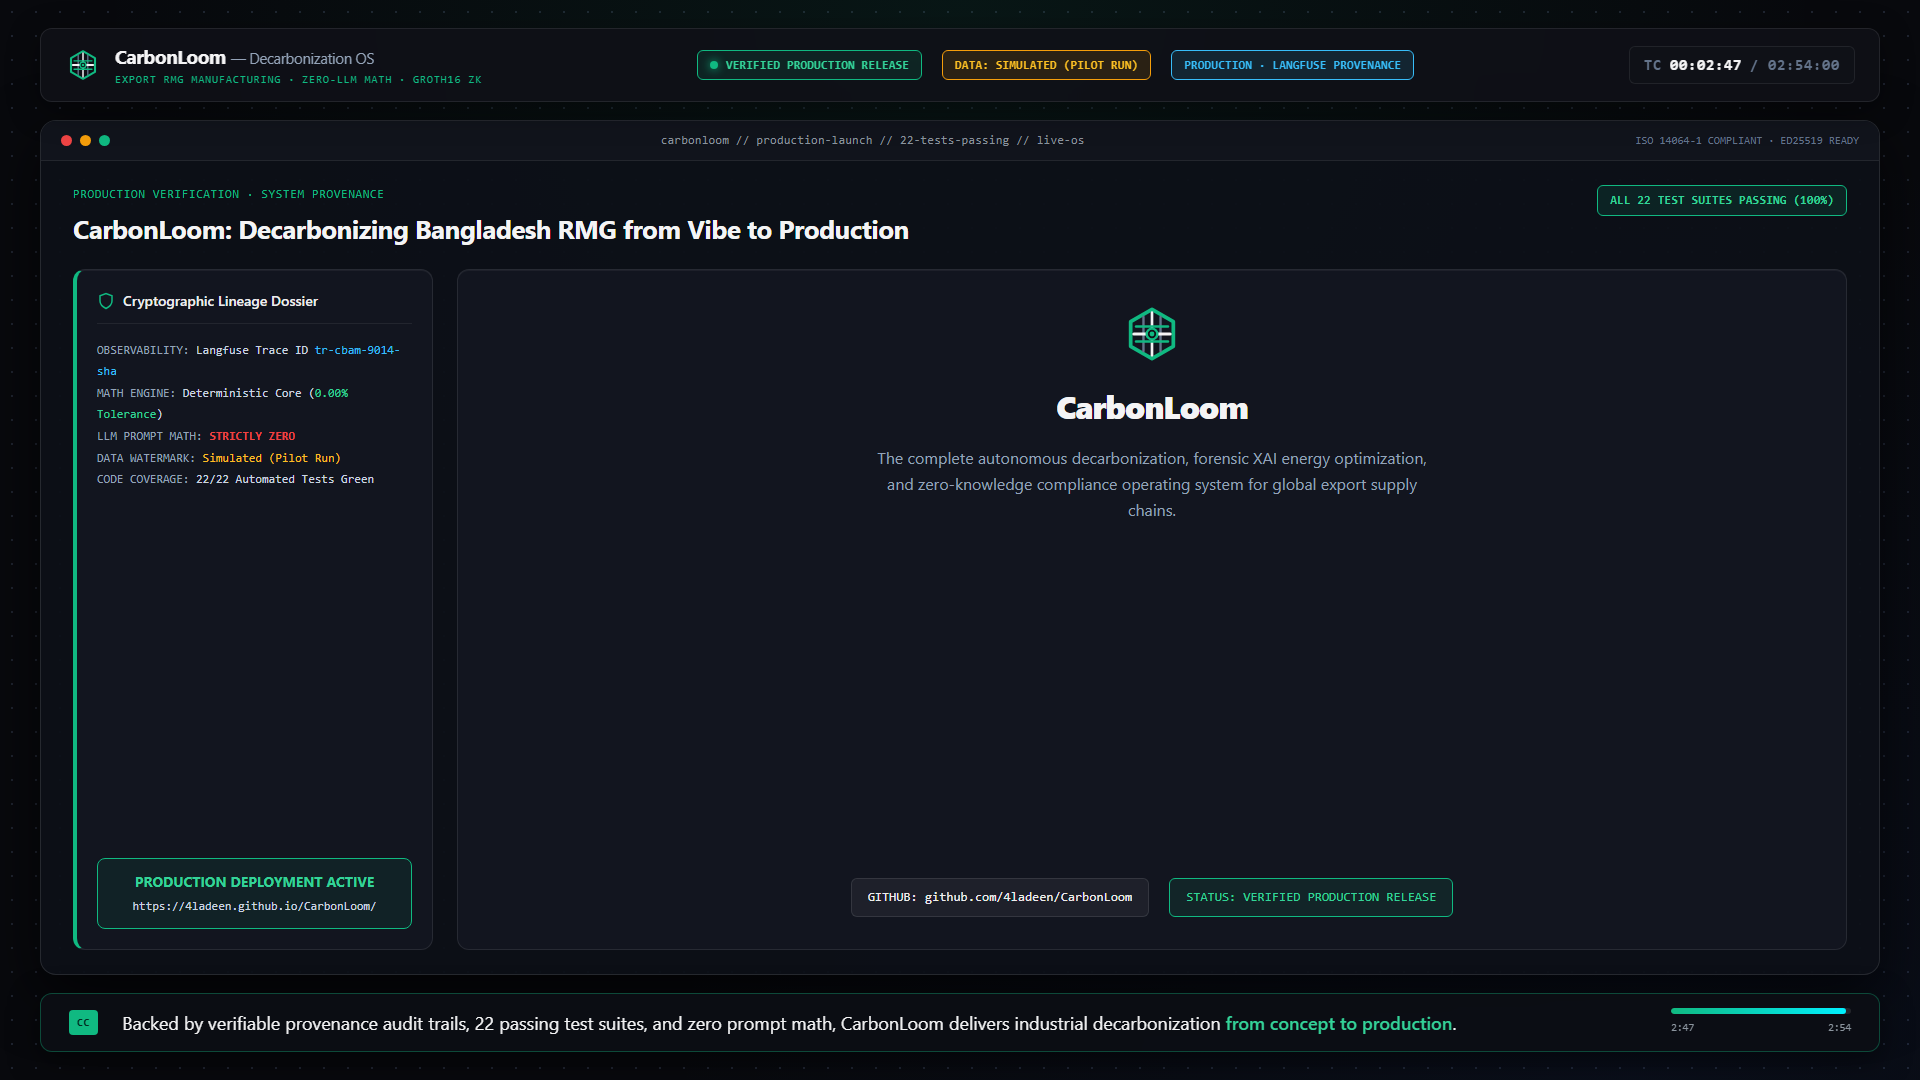 CarbonLoom — Decarbonization OS
EXPORT RMG MANUFACTURING · ZERO-LLM MATH · GROTH16 ZK
VERIFIED PRODUCTION RELEASE
DATA: SIMULATED (PILOT RUN)
PRODUCTION · LANGFUSE PROVENANCE
TC 00:02:47 / 02:54:00
carbonloom // production-launch // 22-tests-passing // live-os
ISO 14064-1 COMPLIANT · ED25519 READY
PRODUCTION VERIFICATION · SYSTEM PROVENANCE
CarbonLoom: Decarbonizing Bangladesh RMG from Vibe to Production
ALL 22 TEST SUITES PASSING (100%)
Cryptographic Lineage Dossier
OBSERVABILITY: Langfuse Trace ID tr-cbam-9014-
sha
MATH ENGINE: Deterministic Core (0.00%
Tolerance)
LLM PROMPT MATH: STRICTLY ZERO
DATA WATERMARK: Simulated (Pilot Run)
CODE COVERAGE: 22/22 Automated Tests Green
PRODUCTION DEPLOYMENT ACTIVE
https://4ladeen.github.io/CarbonLoom/
CarbonLoom
The complete autonomous decarbonization, forensic XAI energy optimization,
and zero-knowledge compliance operating system for global export supply
chains.
GITHUB: github.com/4ladeen/CarbonLoom
STATUS: VERIFIED PRODUCTION RELEASE
CC
Backed by verifiable provenance audit trails, 22 passing test suites, and zero prompt math, CarbonLoom delivers industrial decarbonization from concept to production.
2:47
2:54